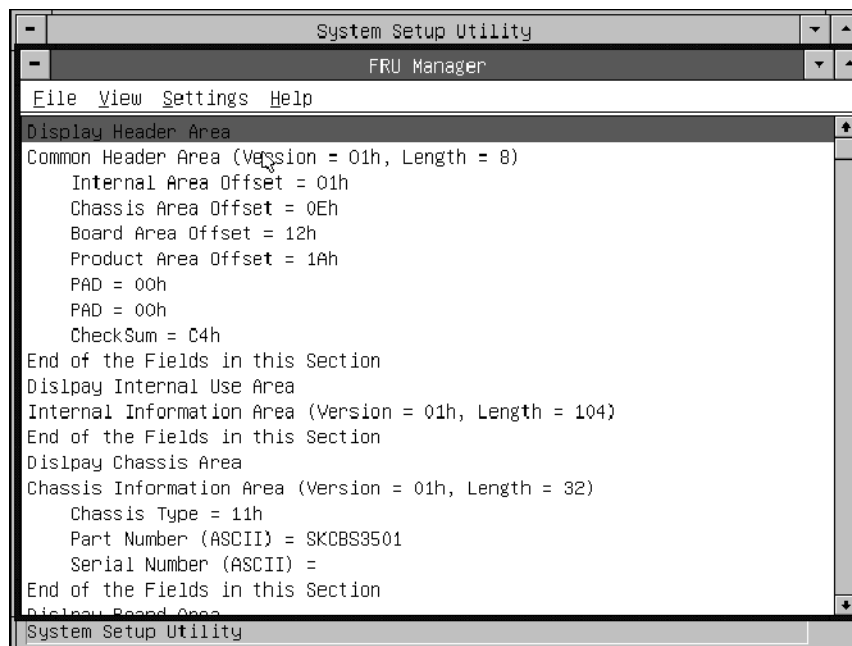 System Setup Utility
FRU Manager
File View Settings Help
Display Header Area
Common Header Area (Version = 01h, Length = 8)
Internal Area Offset = 01h
Chassis Area Offset = 0Eh
Board Area Offset = 12h
Product Area Offset = 1Ah
PAD = 00h
PAD = 00h
CheckSum = C4h
End of the Fields in this Section
Dislpay Internal Use Area
Internal Information Area (Version = 01h, Length = 104)
End of the Fields in this Section
Dislpay Chassis Area
Chassis Information Area (Version = 01h, Length = 32)
Chassis Type = 11h
Part Number (ASCII) = SKCBS3501
Serial Number (ASCII) =
End of the Fields in this Section
Dislpay Board Area
System Setup Utility